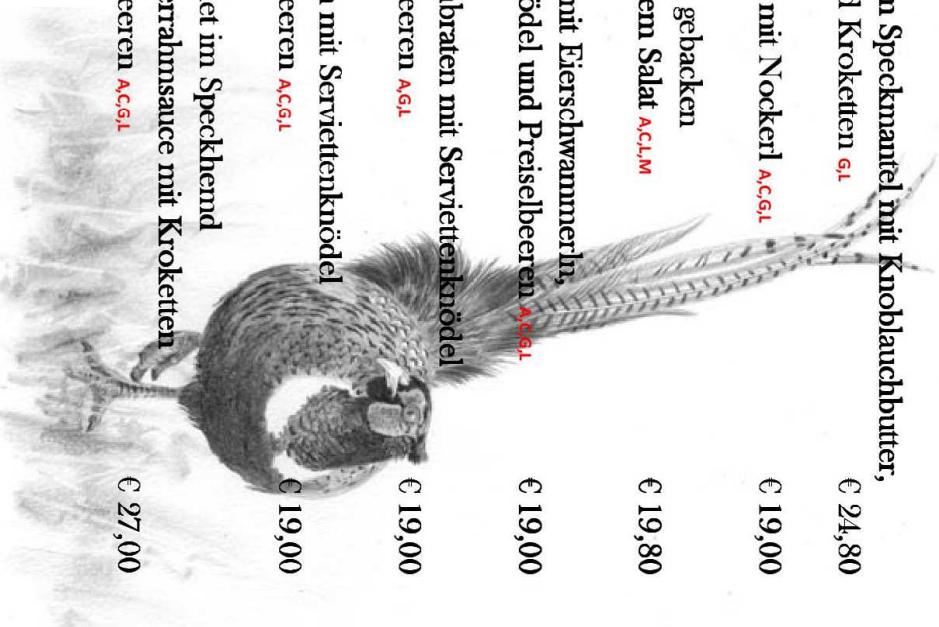 n Speckmantel mit Knoblauchbutter,
d Kroketten G,L € 24,80
mit Nockerl A,C,G,L € 19,00
gebacken
em Salat A,C,L,M € 19,80
mit Eierschwammerln,
ödel und Preiselbeeren A,C,G,L € 19,00
braten mit Serviettenknödel
eeren A,G,L € 19,00
n mit Serviettenknödel
eeren A,C,G,L € 19,00
et im Speckhemd
errahmsauce mit Kroketten
eeren A,C,G,L € 27,00